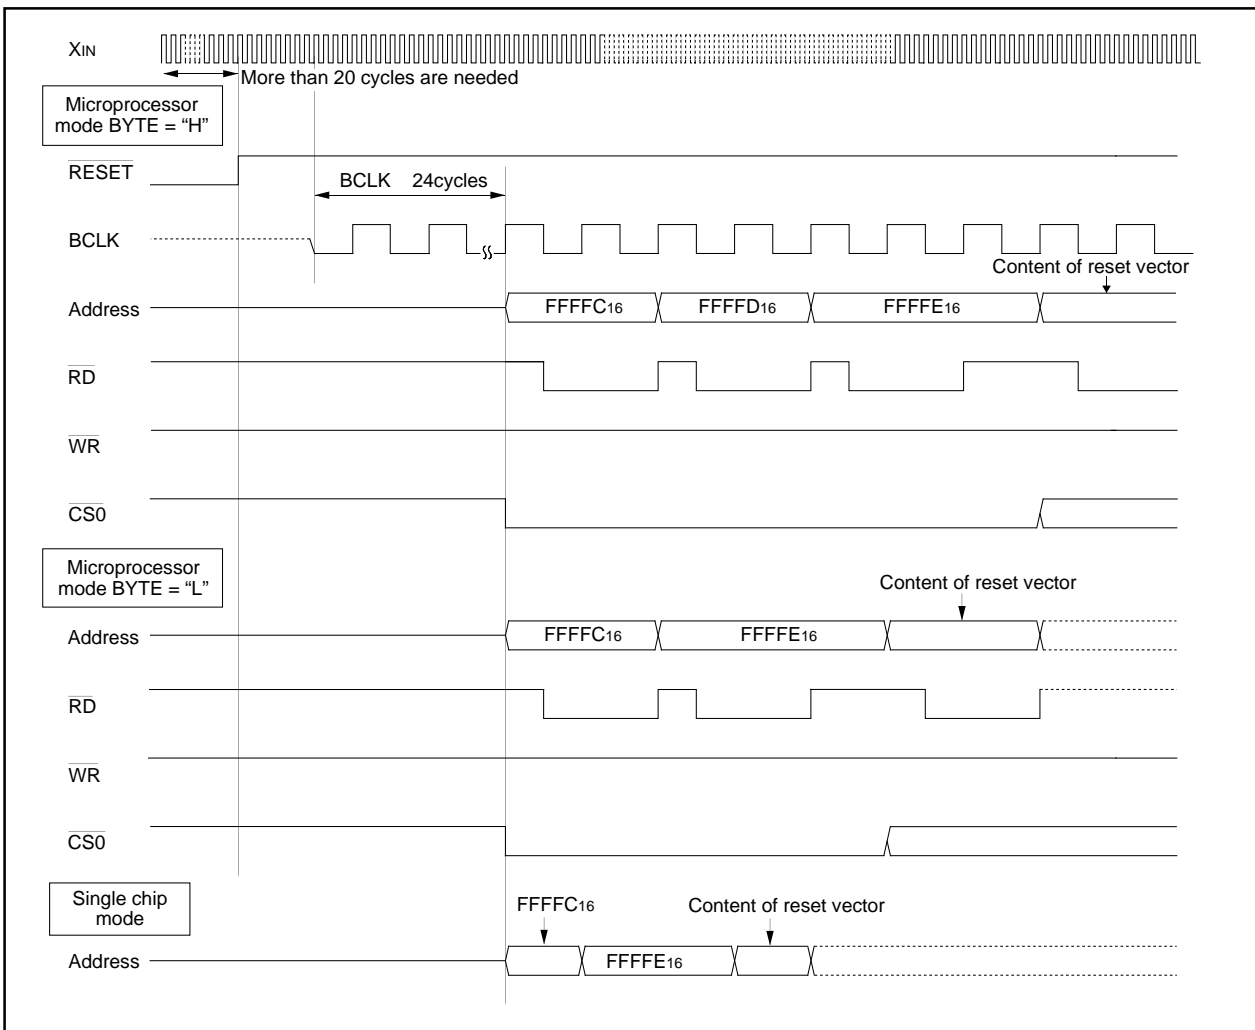 XIN
More than 20 cycles are needed
Microprocessor
mode BYTE = “H”
RESET
BCLK 24cycles
BCLK
Content of reset vector
Address
FFFFC16
FFFFD16
FFFFE16
RD
WR
CS0
Microprocessor
mode BYTE = “L”
Content of reset vector
Address
FFFFC16
FFFFE16
RD
WR
CS0
Single chip
mode
FFFFC16
Content of reset vector
Address
FFFFE16